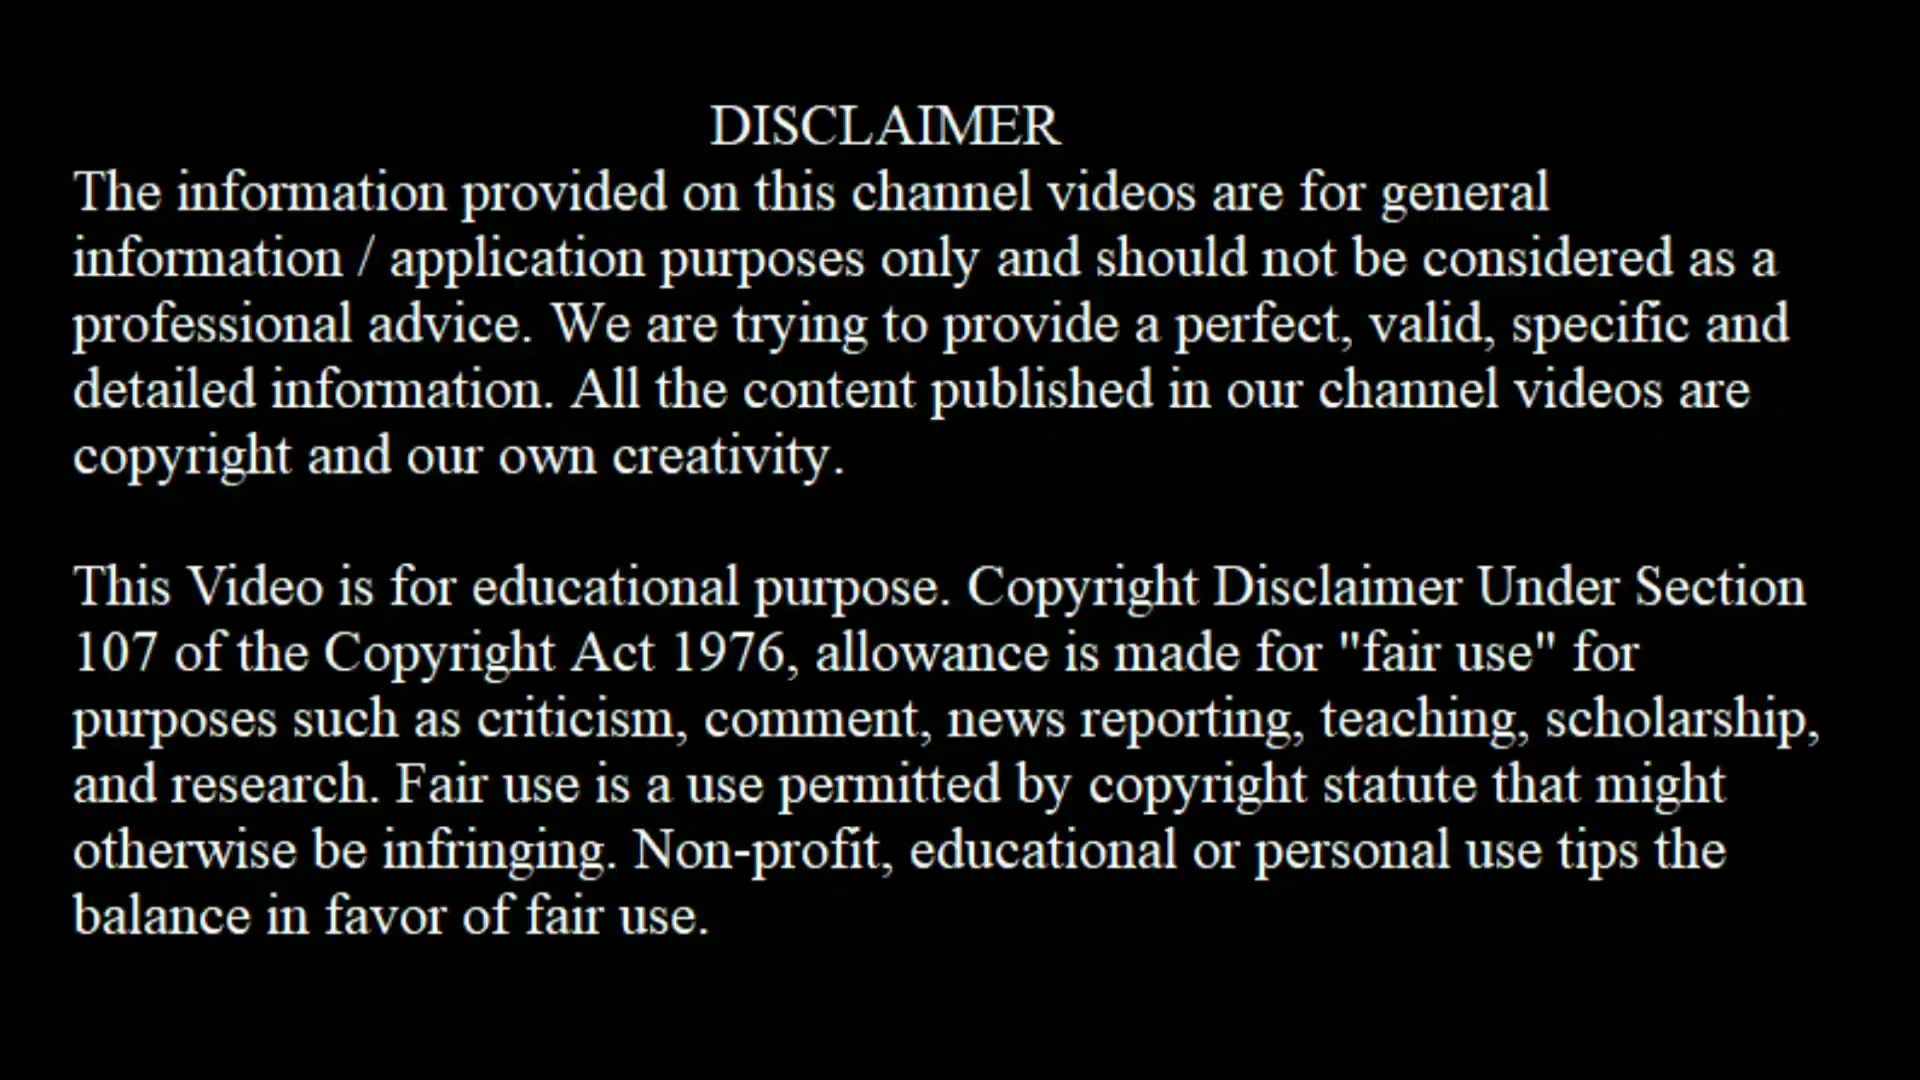 DISCLAIMER
The information provided on this channel videos are for general
information / application purposes only and should not be considered as a
professional advice. We are trying to provide a perfect, valid, specific and
detailed information. All the content published in our channel videos are
copyright and our own creativity.
This Video is for educational purpose. Copyright Disclaimer Under Section
107 of the Copyright Act 1976, allowance is made for "fair use" for
purposes such as criticism, comment, news reporting, teaching, scholarship,
and research. Fair use is a use permitted by copyright statute that might
otherwise be infringing. Non-profit, educational or personal use tips the
balance in favor of fair use.